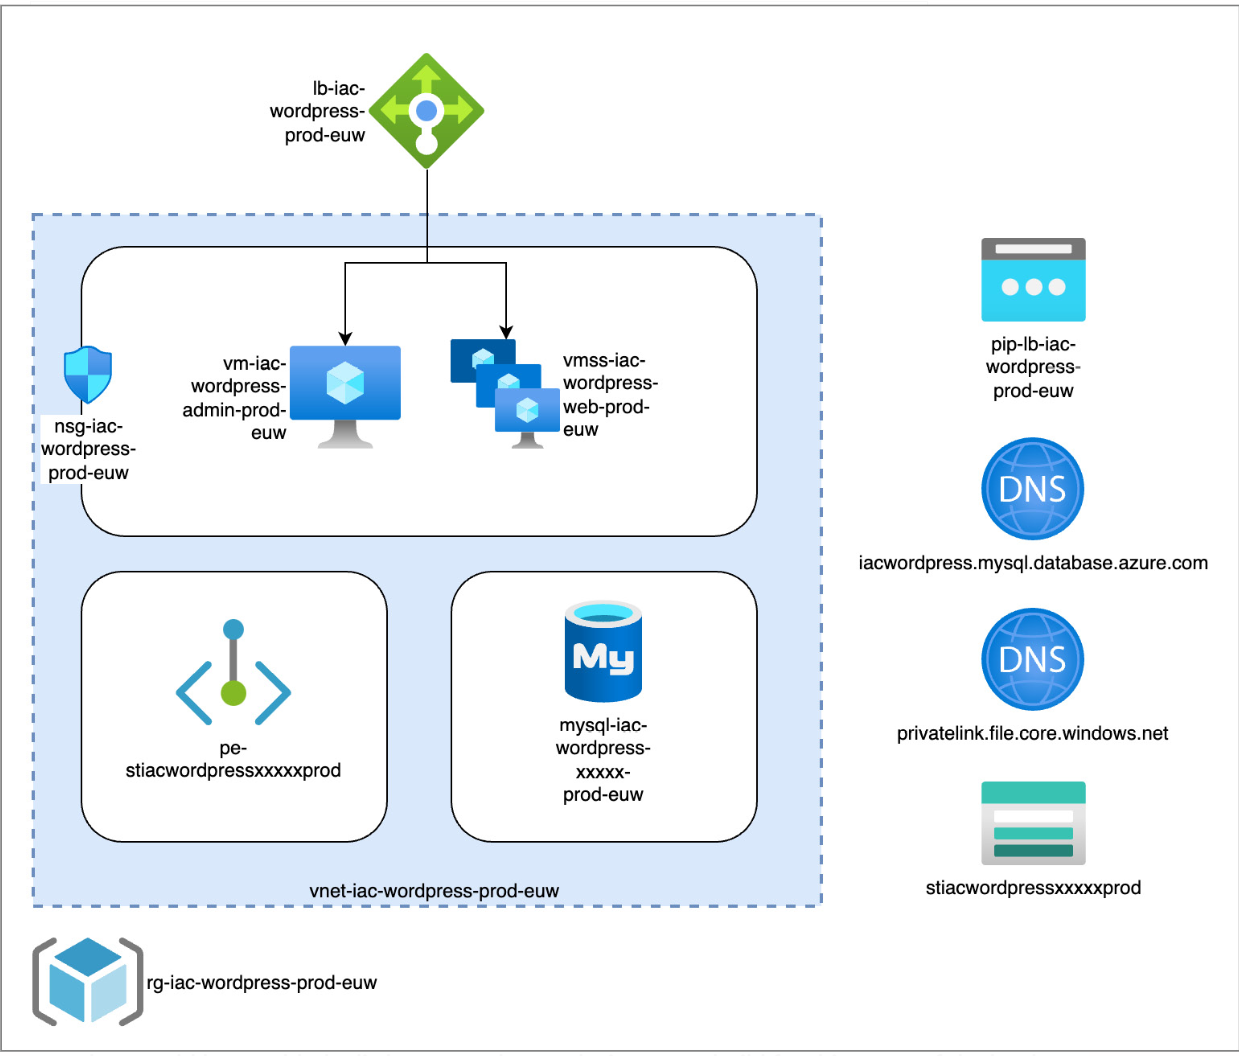 lb-iac-
wordpress-
prod-euw
vm-iac-
wordpress-
admin-prod-
euw
vmss-iac-
wordpress-
web-prod-
euw
nsg-iac-
wordpress-
prod-euw
pe-
stiacwordpressxxxxxprod
My
mysql-iac-
wordpress-
xxxxx-
prod-euw
vnet-iac-wordpress-prod-euw
rg-iac-wordpress-prod-euw
pip-lb-iac-
wordpress-
prod-euw
DNS
iacwordpress.mysql.database.azure.com
DNS
privatelink.file.core.windows.net
stiacwordpressxxxxxprod